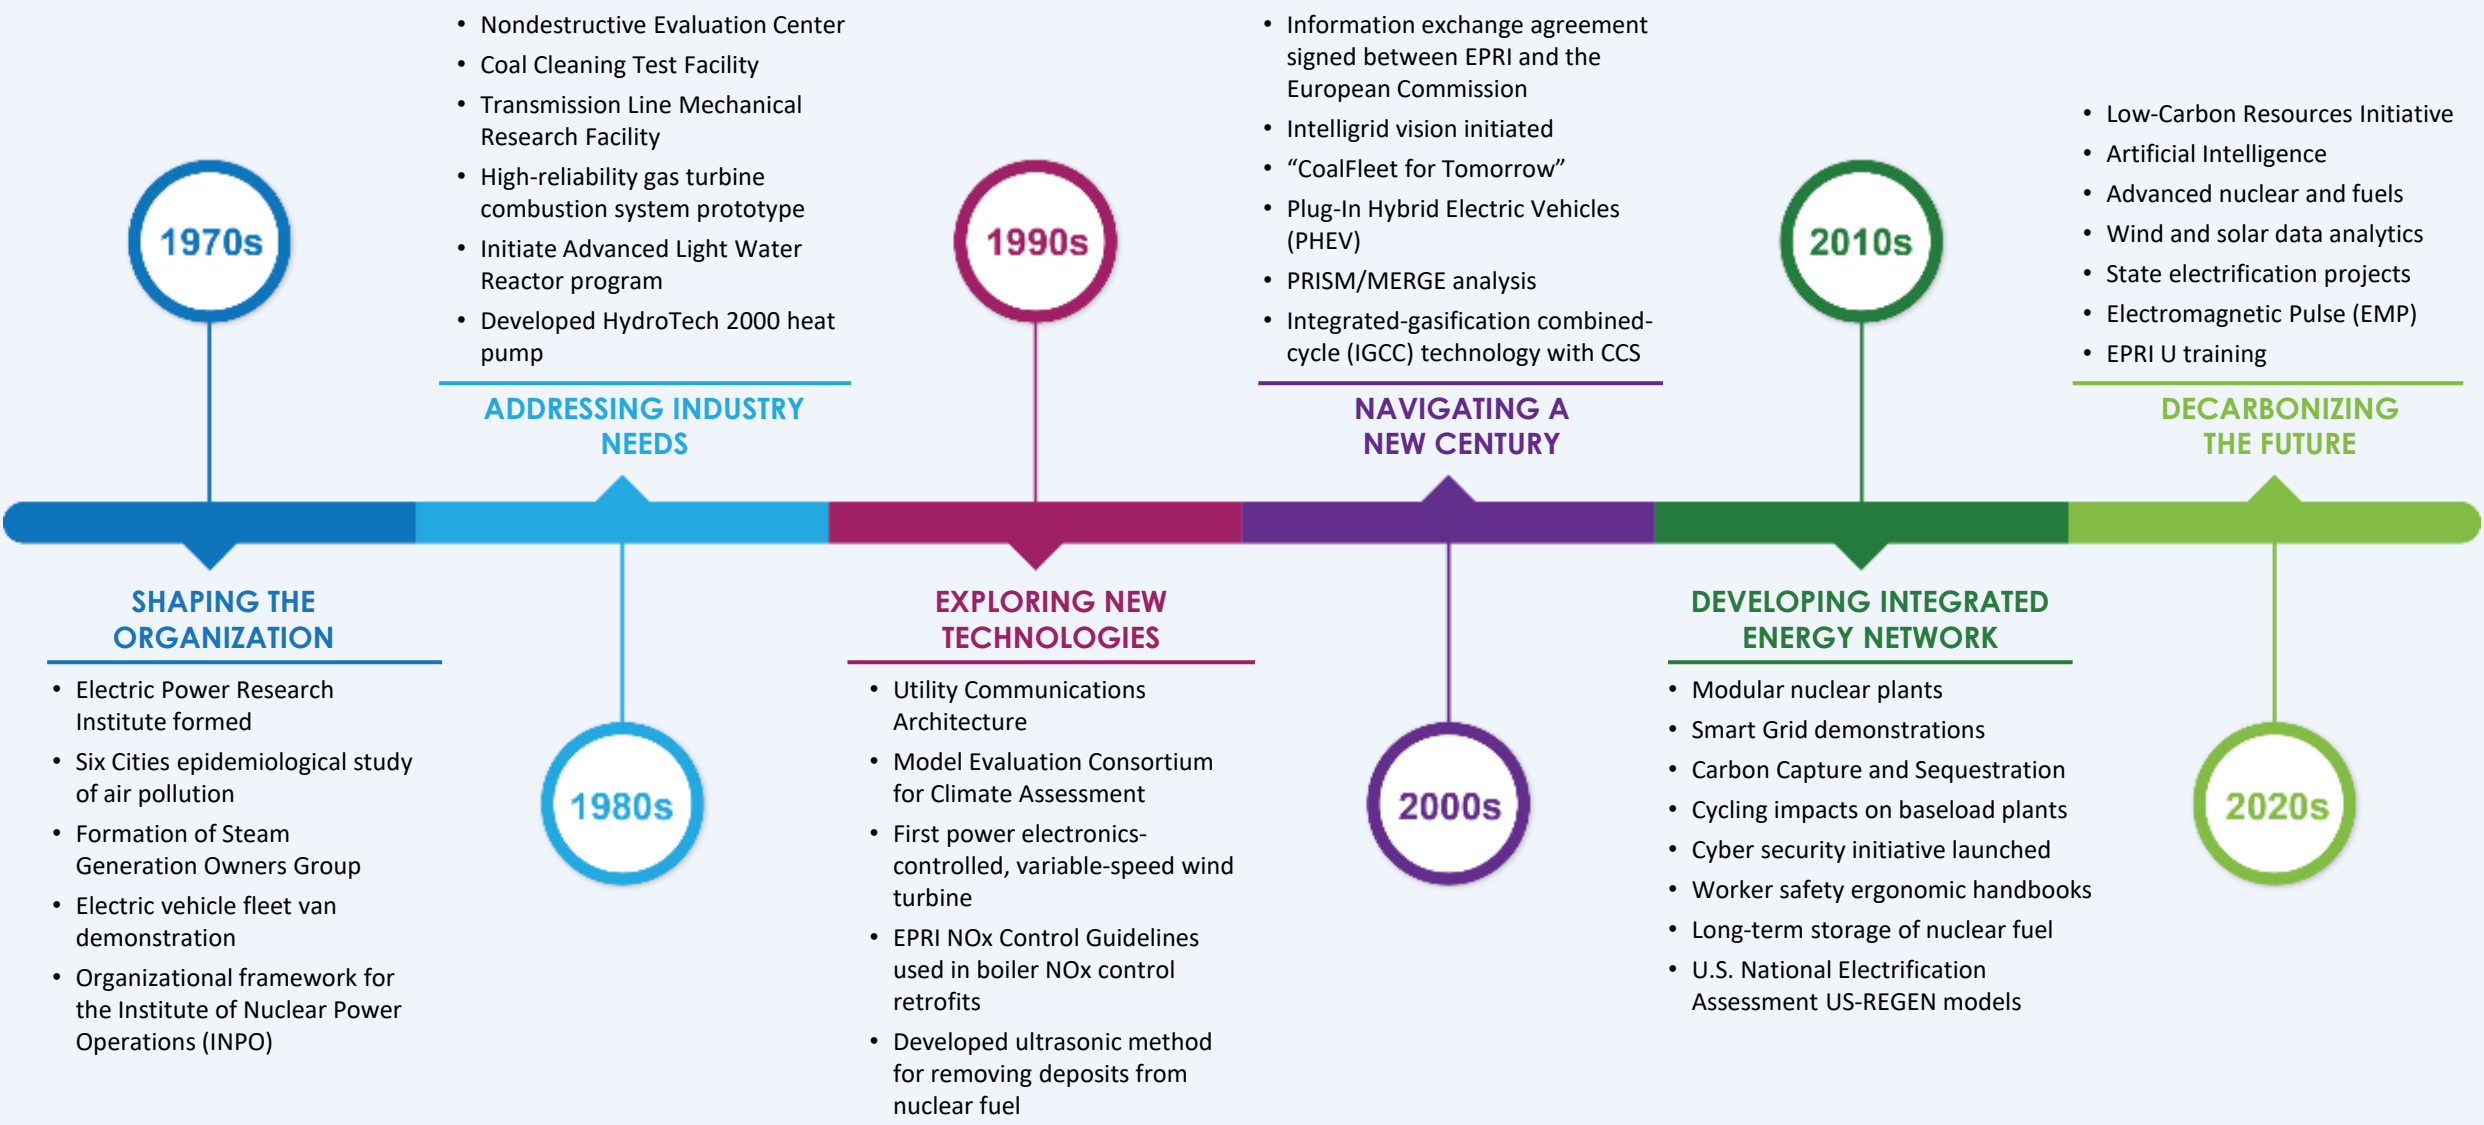 1970s
SHAPING THE
ORGANIZATION
• Electric Power Research
Institute formed
• Six Cities epidemiological study
of air pollution
• Formation of Steam
Generation Owners Group
• Electric vehicle fleet van
demonstration
• Organizational framework for
the Institute of Nuclear Power
Operations (INPO)
• Nondestructive Evaluation Center
• Coal Cleaning Test Facility
• Transmission Line Mechanical
Research Facility
• High-reliability gas turbine
combustion system prototype
• Initiate Advanced Light Water
Reactor program
• Developed HydroTech 2000 heat
pump
ADDRESSING INDUSTRY
NEEDS
1980s
1990s
EXPLORING NEW
TECHNOLOGIES
• Utility Communications
Architecture
• Model Evaluation Consortium
for Climate Assessment
• First power electronics-
controlled, variable-speed wind
turbine
• EPRI NOx Control Guidelines
used in boiler NOx control
retrofits
• Developed ultrasonic method
for removing deposits from
nuclear fuel
• Information exchange agreement
signed between EPRI and the
European Commission
• Intelligrid vision initiated
• “CoalFleet for Tomorrow”
• Plug-In Hybrid Electric Vehicles
(PHEV)
• PRISM/MERGE analysis
• Integrated-gasification combined-
cycle (IGCC) technology with CCS
NAVIGATING A
NEW CENTURY
2000s
2010s
DEVELOPING INTEGRATED
ENERGY NETWORK
• Modular nuclear plants
• Smart Grid demonstrations
• Carbon Capture and Sequestration
• Cycling impacts on baseload plants
• Cyber security initiative launched
• Worker safety ergonomic handbooks
• Long-term storage of nuclear fuel
• U.S. National Electrification
Assessment US-REGEN models
• Low-Carbon Resources Initiative
• Artificial Intelligence
• Advanced nuclear and fuels
• Wind and solar data analytics
• State electrification projects
• Electromagnetic Pulse (EMP)
• EPRI U training
DECARBONIZING
THE FUTURE
2020s